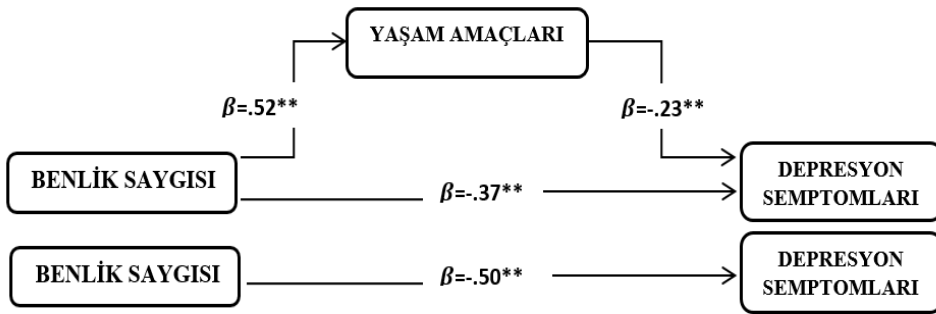 YAŞAM AMAÇLARI
β=.52**
β=-.23**
BENLİK SAYGISI
β=-.37**
DEPRESYON
SEMPTOMLARI
BENLİK SAYGISI
β=-.50**
DEPRESYON
SEMPTOMLARI